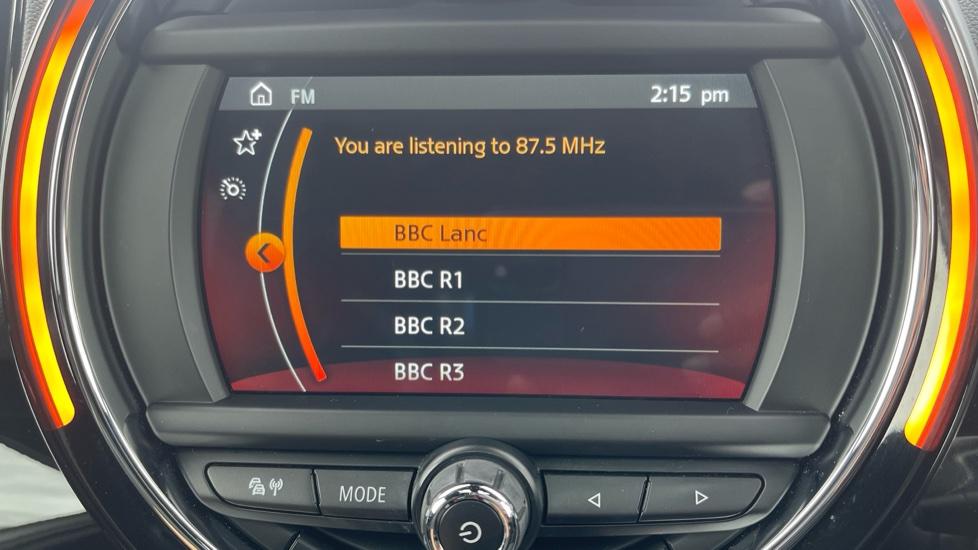 FM
2:15 pm
You are listening to 87.5 MHz
BBC Lanc
BBC R1
BBC R2
BBC R3
MODE